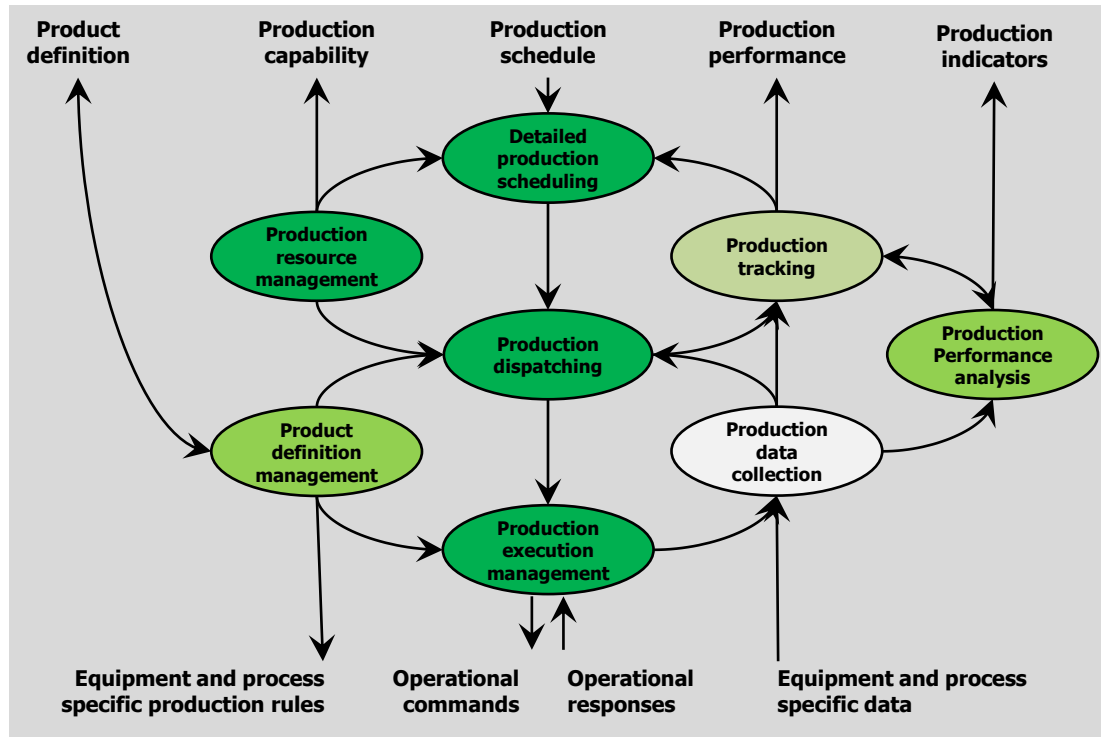 Product
definition
Production
capability
Production
schedule
Production
performance
Production
indicators
Detailed
production
scheduling
Production
resource
management
Production
tracking
Production
dispatching
Production
Performance
analysis
Product
definition
management
Production
data
collection
Production
execution
management
Equipment and process
specific production rules
Operational
commands
Operational
responses
Equipment and process
specific data